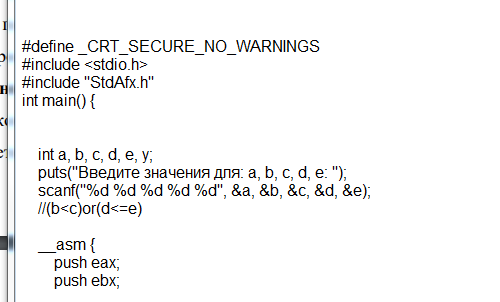 #define _CRT_SECURE_NO_WARNINGS
#include <stdio.h>
#include "StdAfx.h"
int main() {
int a, b, c, d, e, y;
puts("Введите значения для: a, b, c, d, e: ");
scanf("%d %d %d %d %d", &a, &b, &c, &d, &e);
//(b<c)or(d<=e)
__asm {
push eax;
push ebx;